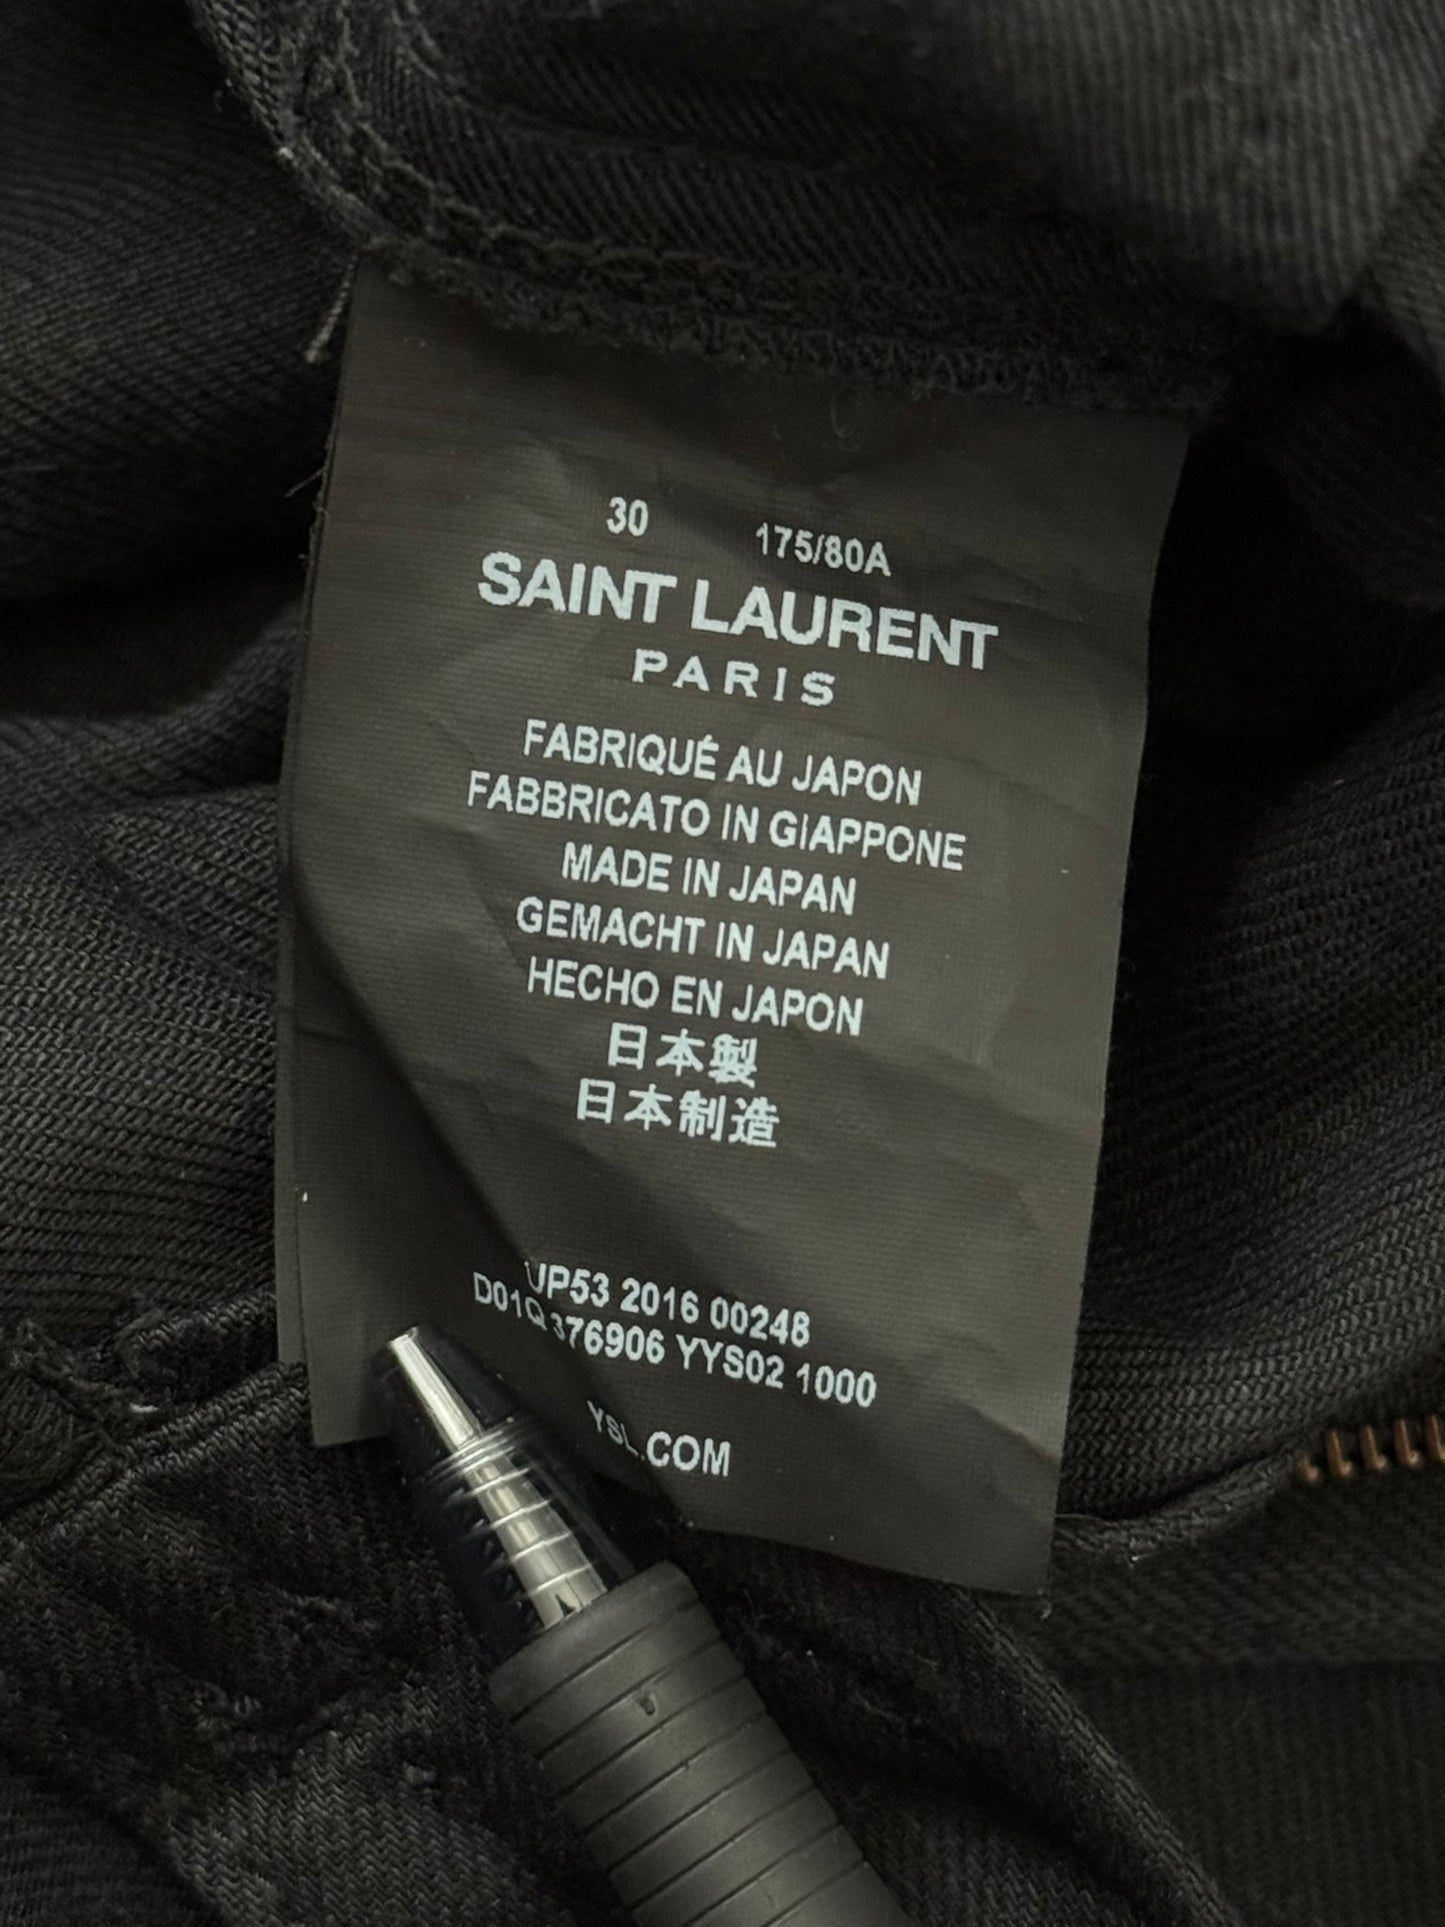 30 175/80A
SAINT LAURENT
PARIS
FABRIQUÉ AU JAPON
FABBRICATO IN GIAPPONE
MADE IN JAPAN
GEMACHT IN JAPAN
HECHO EN JAPON
日本製
日本制造
UP53 2016 00248
D01Q 376906 YYS02 1000
YSL.COM